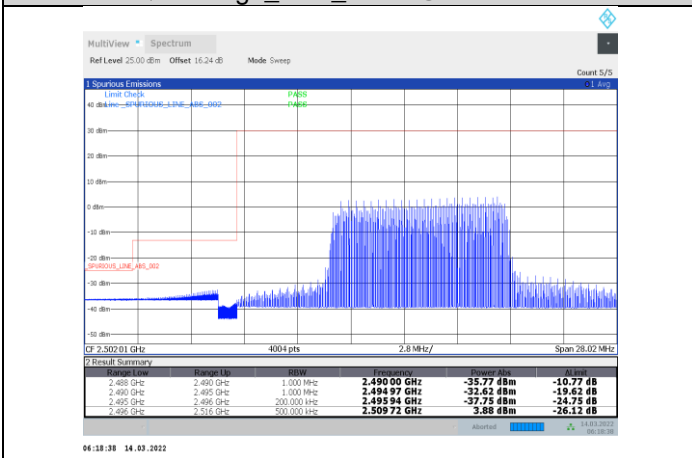 MultiView Spectrum
Ref Level 25.00 dBm Offset 16.24 dB Mode Sweep
Count 5/5
1 Spurious Emissions 1 Avg
Limit Check PASS
40 dBm Line _SPURIOUS_LINE_ABS_002 PASS
30 dBm
20 dBm
10 dBm
0 dBm
-10 dBm
-20 dBm
_SPURIOUS_LINE_ABS_002
-30 dBm
-40 dBm
-50 dBm
CF 2.50201 GHz 4004 pts 2.8 MHz/ Span 28.02 MHz
2 Result Summary
Range Low Range Up RBW Frequency Power Abs ΔLimit
2.488 GHz 2.490 GHz 1.000 MHz 2.490 00 GHz -35.77 dBm -10.77 dB
2.490 GHz 2.495 GHz 1.000 MHz 2.494 97 GHz -32.62 dBm -19.62 dB
2.495 GHz 2.496 GHz 200.000 kHz 2.495 94 GHz -37.75 dBm -24.75 dB
2.496 GHz 2.516 GHz 500.000 kHz 2.509 72 GHz 3.88 dBm -26.12 dB
Aborted 14.03.2022
06:18:38
06:18:38 14.03.2022